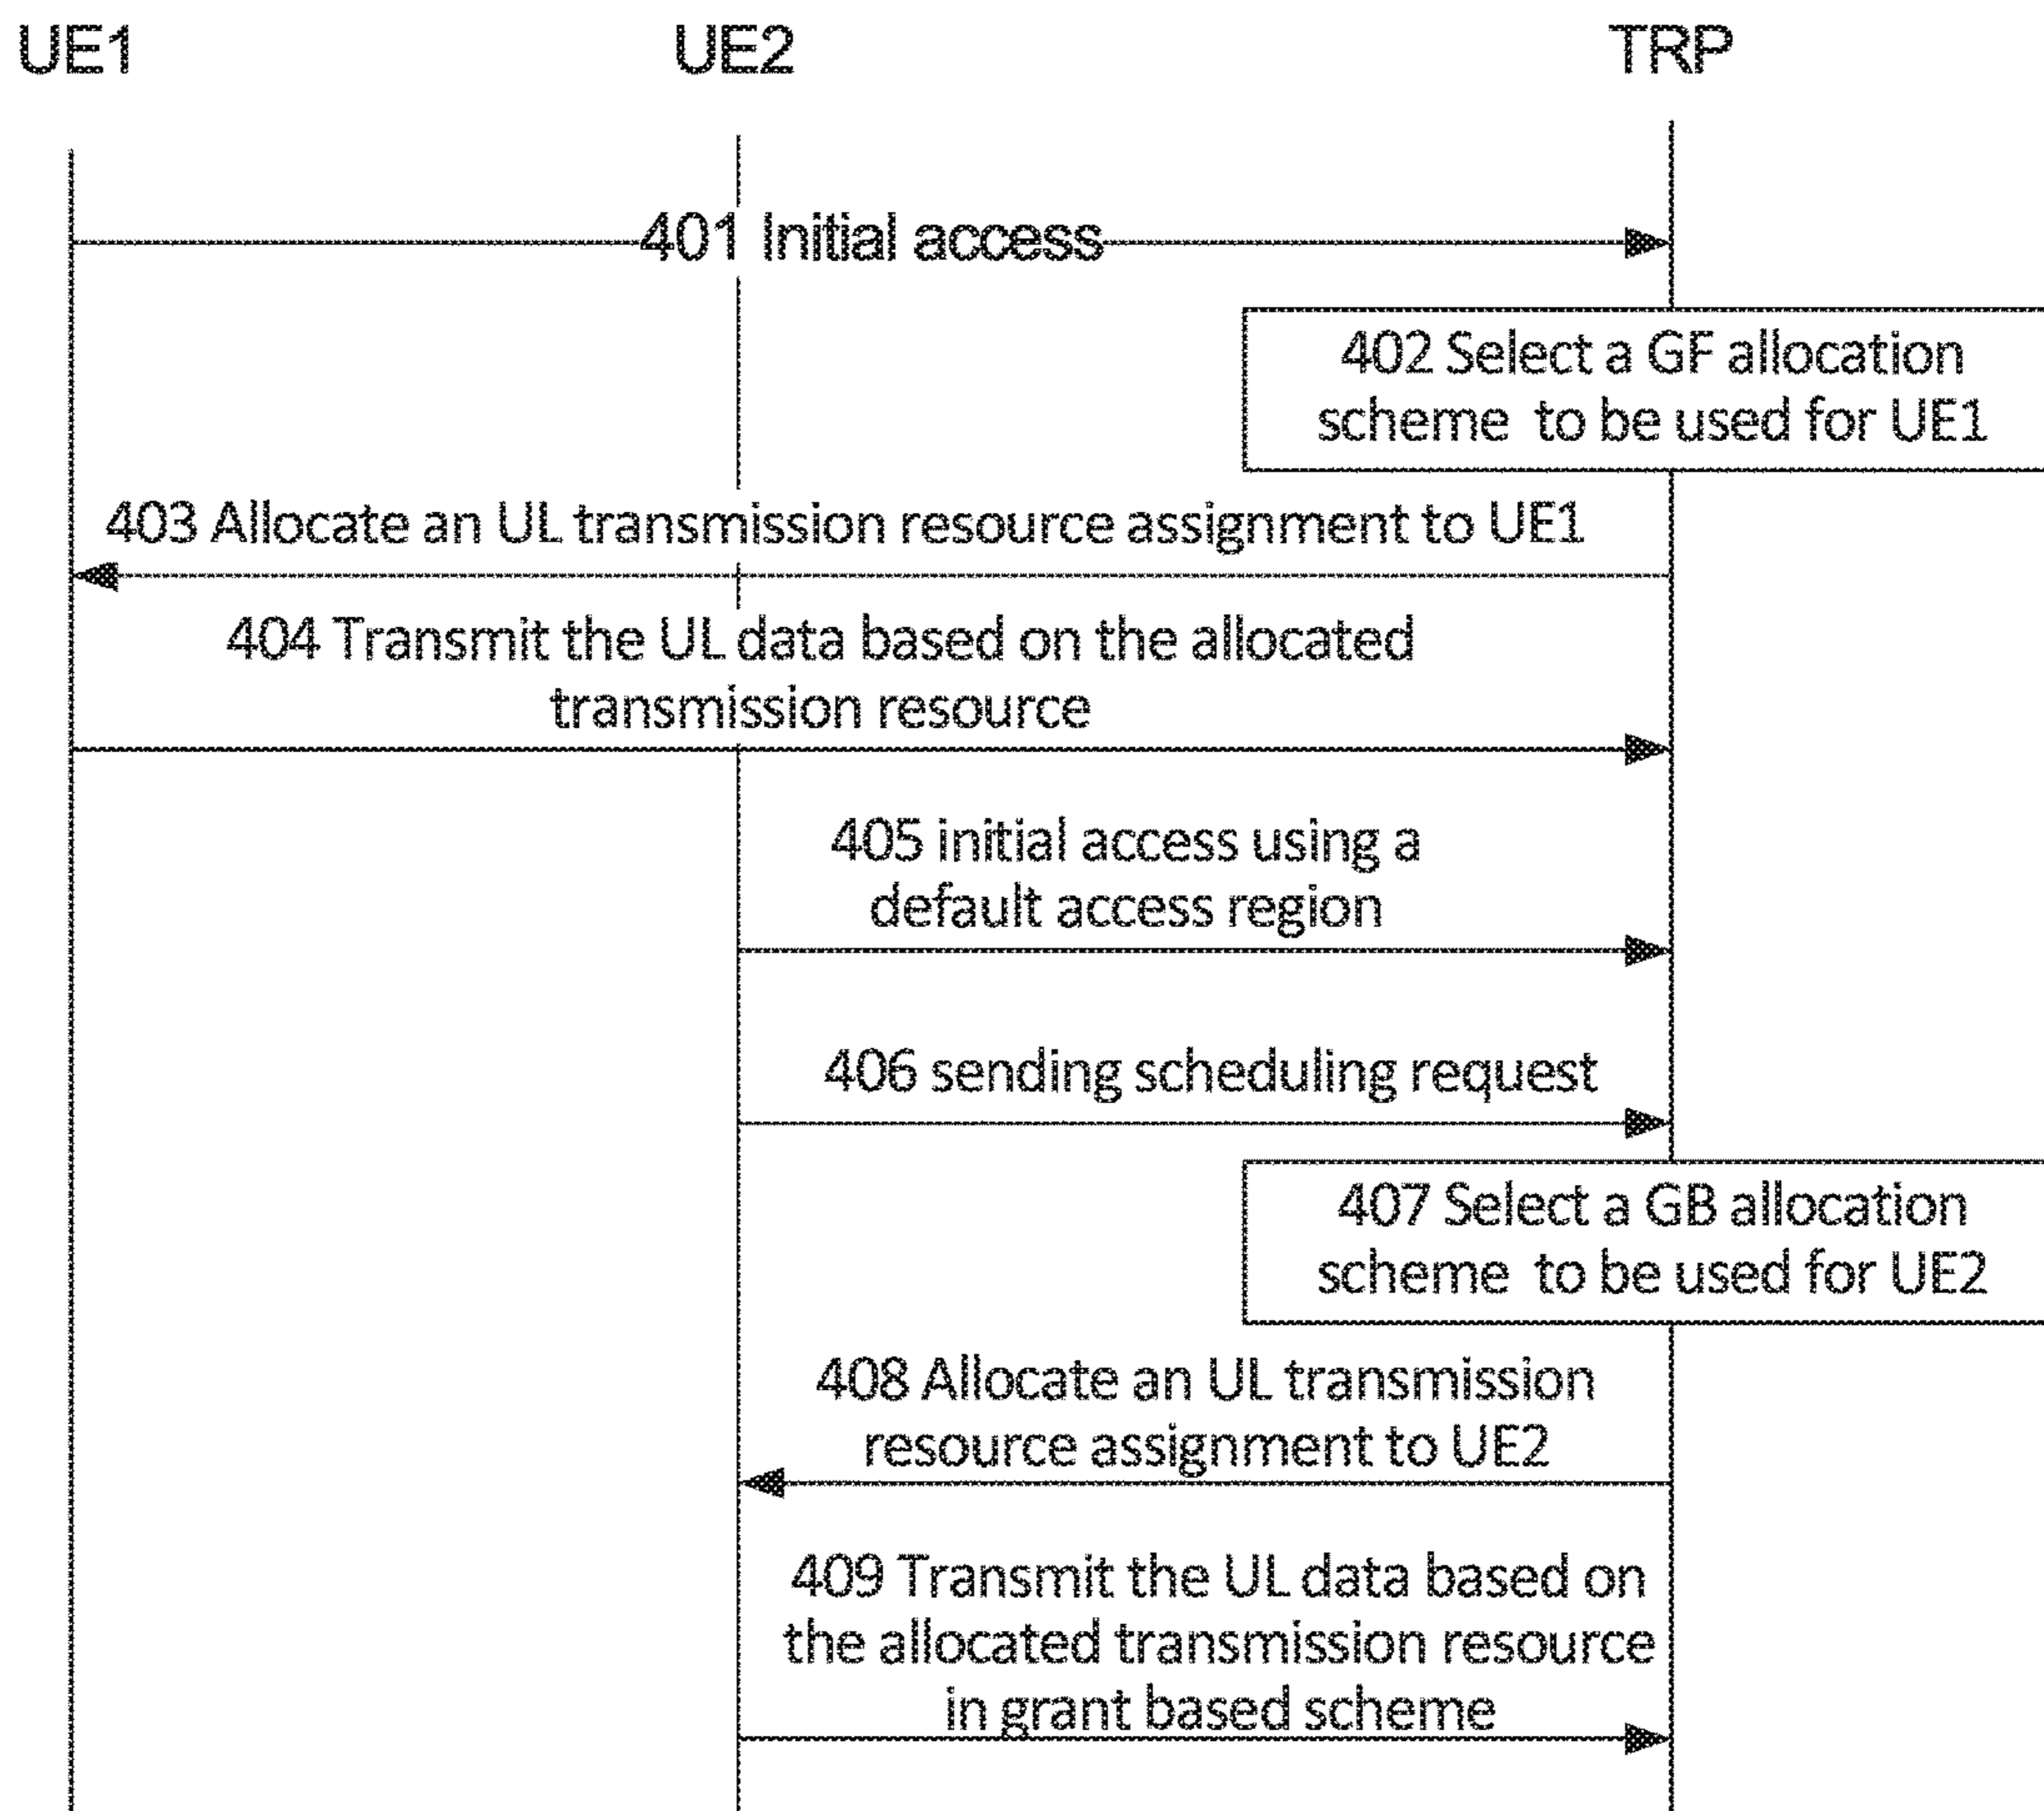 UE1
UE2
TRP
401 Initial access
402 Select a GF allocation
scheme to be used for UE1
403 Allocate an UL transmission resource assignment to UE1
404 Transmit the UL data based on the allocated
transmission resource
405 initial access using a
default access region
406 sending scheduling request
407 Select a GB allocation
scheme to be used for UE2
408 Allocate an UL transmission
resource assignment to UE2
409 Transmit the UL data based on
the allocated transmission resource
in grant based scheme